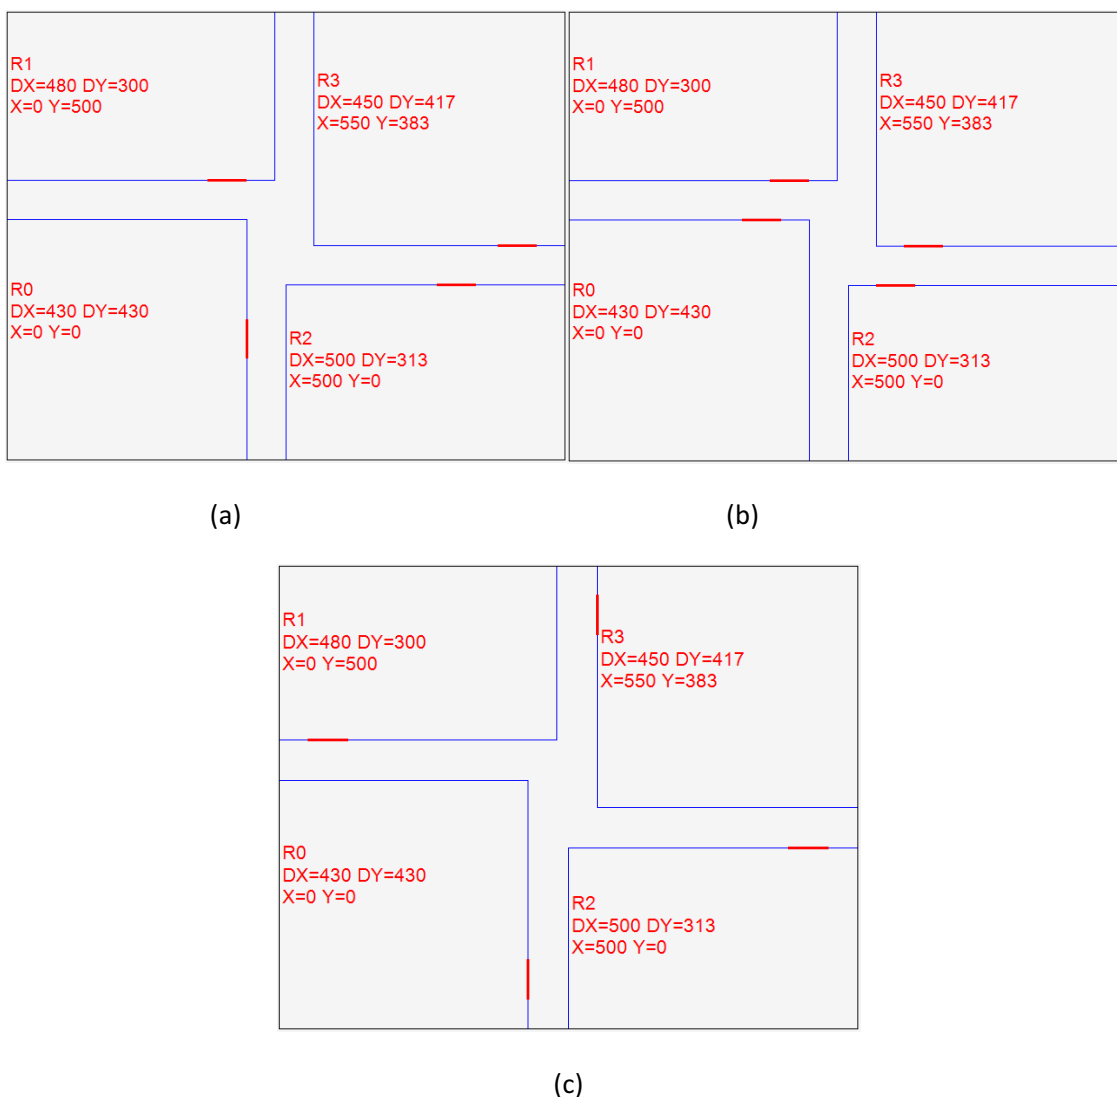 R1
DX=480 DY=300
X=0 Y=500
R3
DX=450 DY=417
X=550 Y=383
R0
DX=430 DY=430
X=0 Y=0
R2
DX=500 DY=313
X=500 Y=0
(a)
R1
DX=480 DY=300
X=0 Y=500
R3
DX=450 DY=417
X=550 Y=383
R0
DX=430 DY=430
X=0 Y=0
R2
DX=500 DY=313
X=500 Y=0
(b)
R1
DX=480 DY=300
X=0 Y=500
R3
DX=450 DY=417
X=550 Y=383
R0
DX=430 DY=430
X=0 Y=0
R2
DX=500 DY=313
X=500 Y=0
(c)